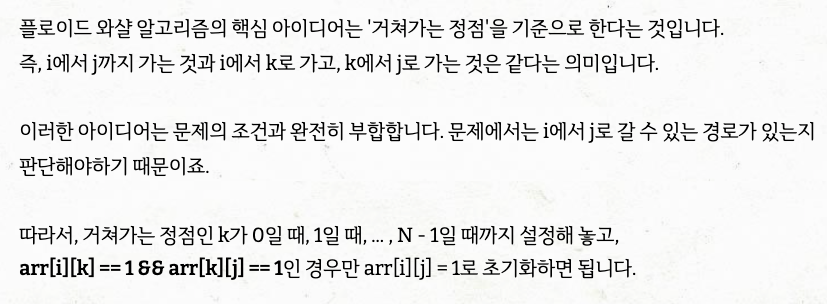 플로이드 와샬 알고리즘의 핵심 아이디어는 '거쳐가는 정점'을 기준으로 한다는 것입니다.
즉, i에서 j까지 가는 것과 i에서 k로 가고, k에서 j로 가는 것은 같다는 의미입니다.
이러한 아이디어는 문제의 조건과 완전히 부합합니다. 문제에서는 i에서 j로 갈 수 있는 경로가 있는지
판단해야하기 때문이죠.
따라서, 거쳐가는 정점인 k가 0일 때, 1일 때, ... , N - 1일 때까지 설정해 놓고,
arr[i][k] == 1 && arr[k][j] == 1인 경우만 arr[i][j] = 1로 초기화하면 됩니다.